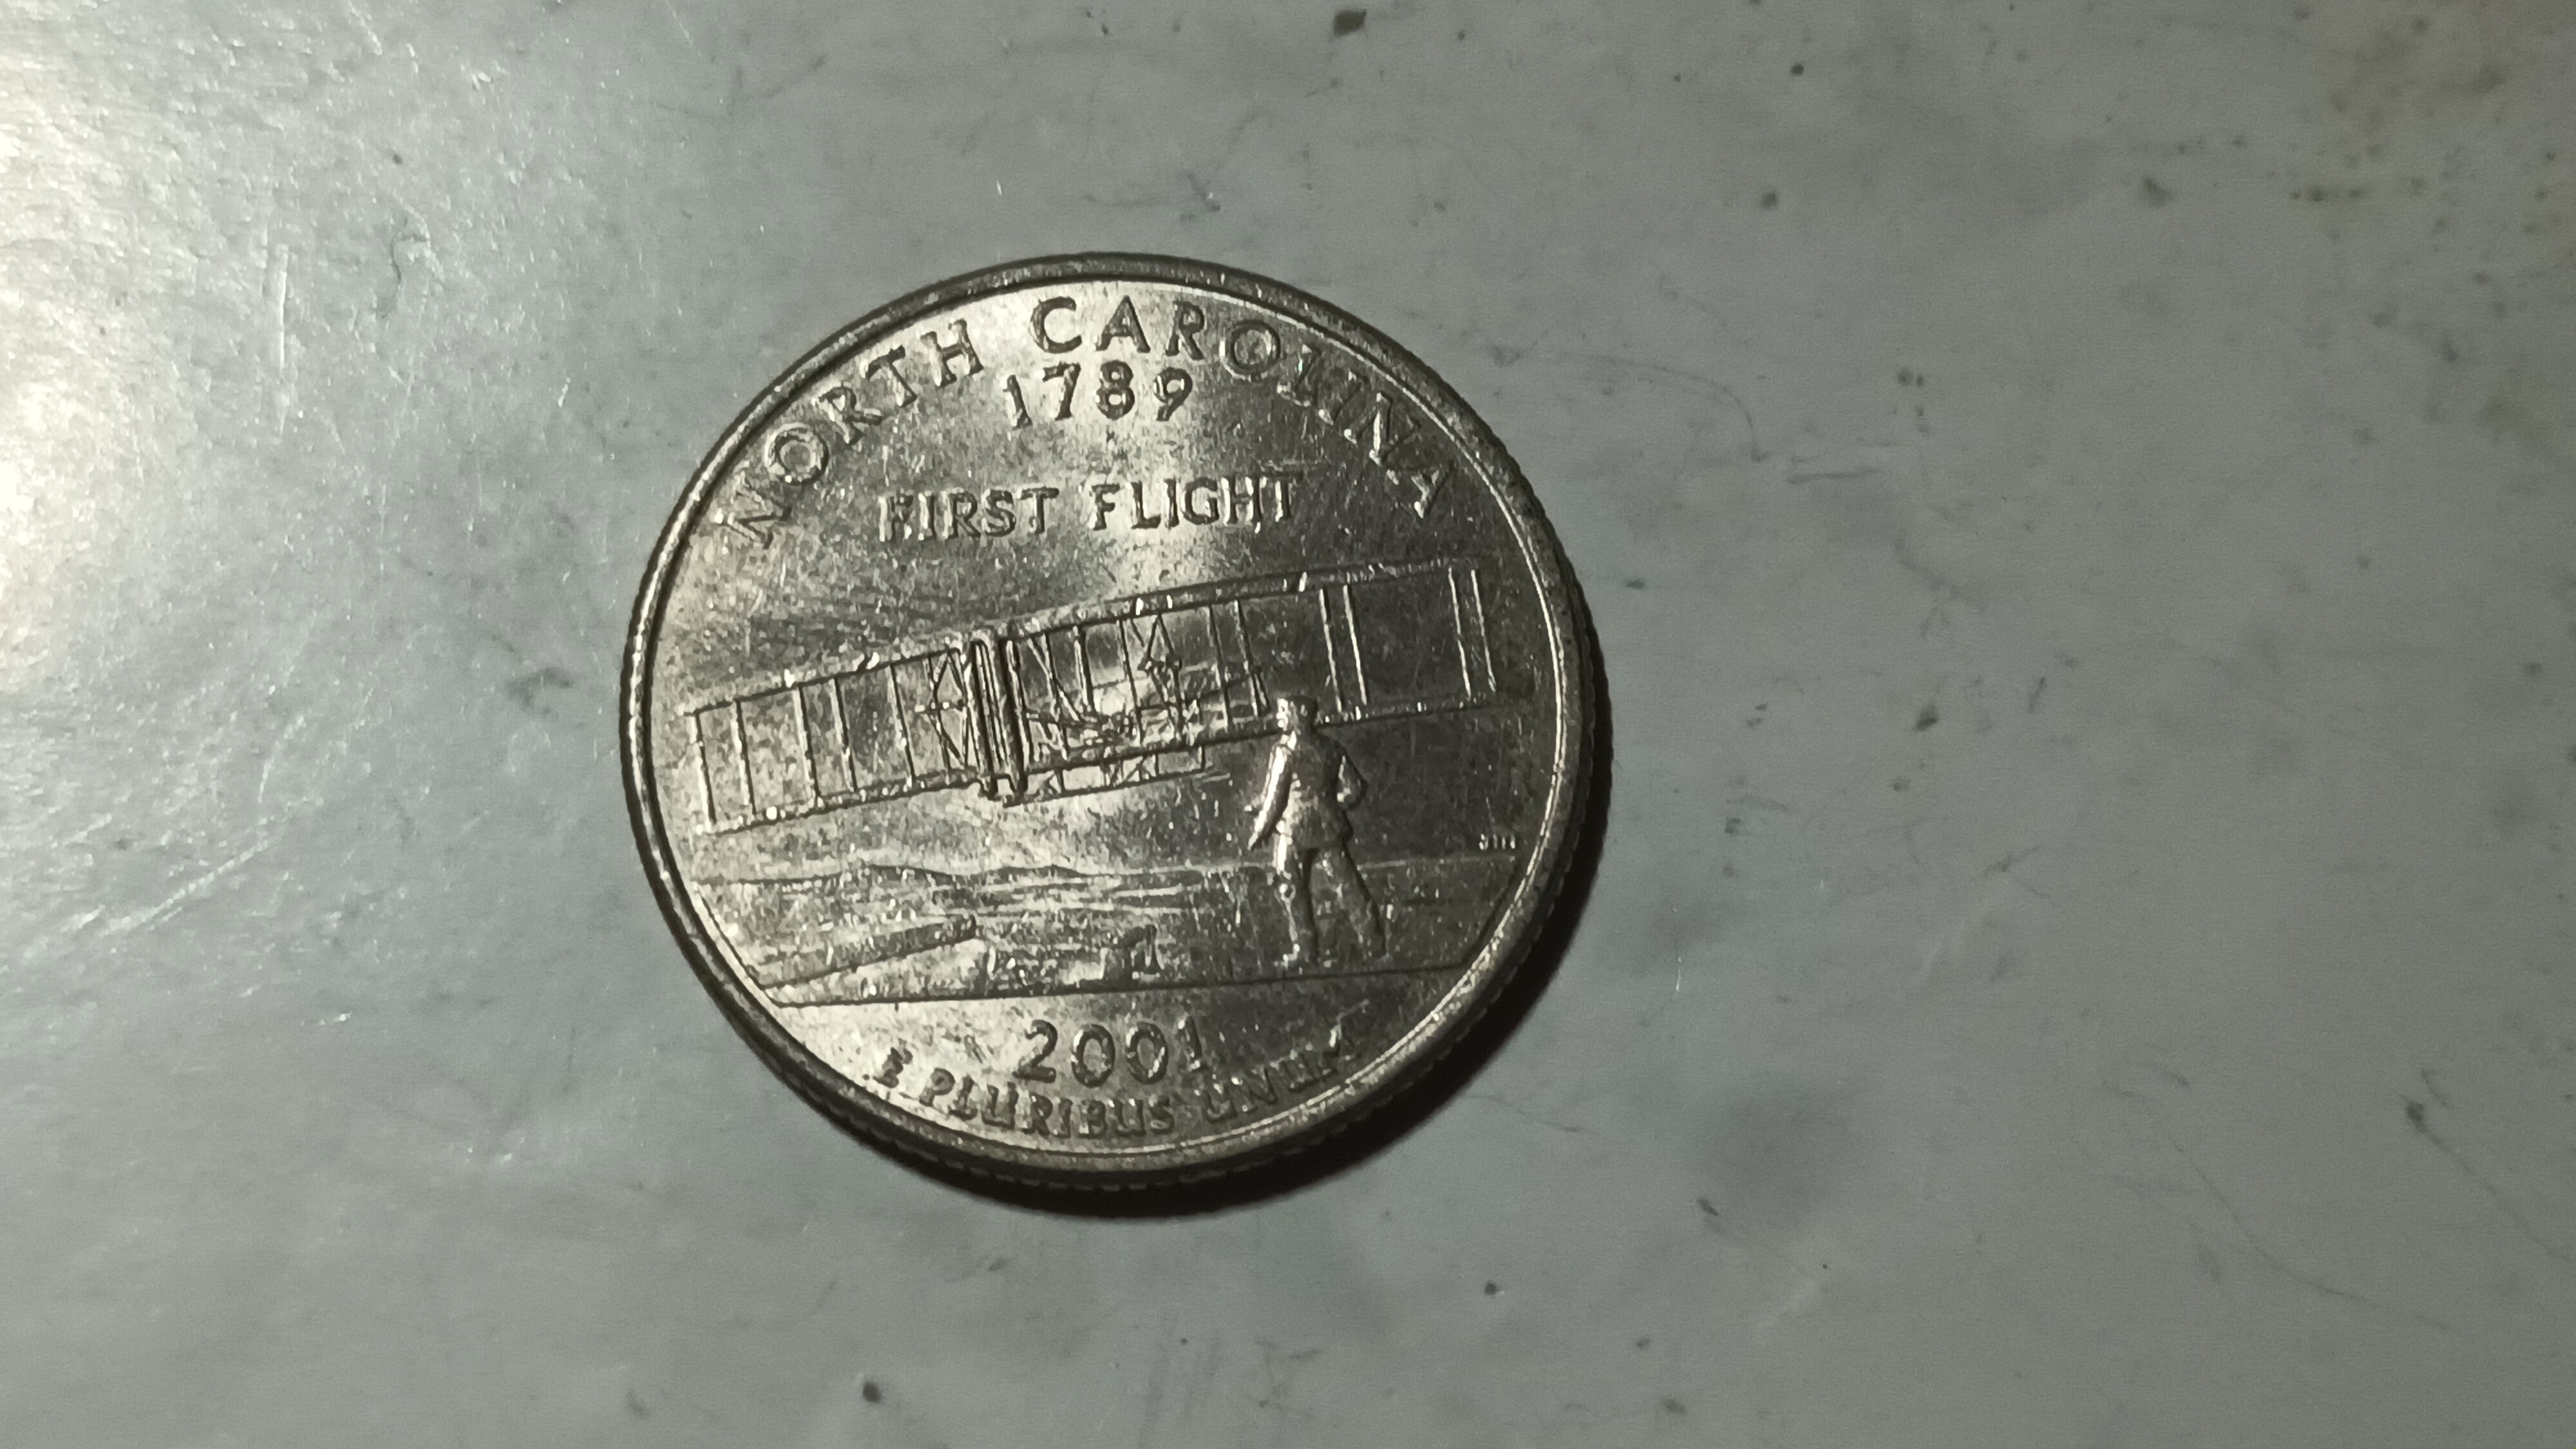 NORTH CAROLINA
1789
FIRST FLIGHT
2001
E PLURIBUS UNUM